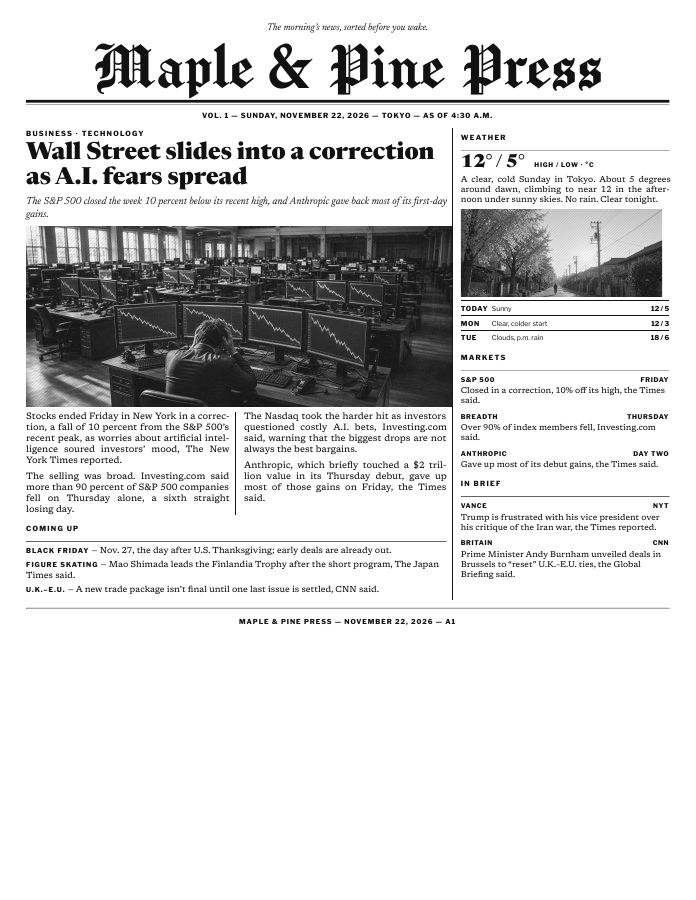 The morning's news, sorted before you wake.
Maple & Pine Press
VOL. 1 — SUNDAY, NOVEMBER 22, 2026 — TOKYO — AS OF 4:30 A.M.
BUSINESS · TECHNOLOGY
Wall Street slides into a correction
as A.I. fears spread
The S&P 500 closed the week 10 percent below its recent high, and Anthropic gave back most of its first-day
gains.
Stocks ended Friday in New York in a correc-
tion, a fall of 10 percent from the S&P 500's
recent peak, as worries about artificial intel-
ligence soured investors' mood, The New
York Times reported.
The selling was broad. Investing.com said
more than 90 percent of S&P 500 companies
fell on Thursday alone, a sixth straight
losing day.
The Nasdaq took the harder hit as investors
questioned costly A.I. bets, Investing.com
said, warning that the biggest drops are not
always the best bargains.
Anthropic, which briefly touched a $2 tril-
lion value in its Thursday debut, gave up
most of those gains on Friday, the Times
said.
COMING UP
BLACK FRIDAY — Nov. 27, the day after U.S. Thanksgiving; early deals are already out.
FIGURE SKATING — Mao Shimada leads the Finlandia Trophy after the short program, The Japan
Times said.
U.K.–E.U. — A new trade package isn't final until one last issue is settled, CNN said.
WEATHER
12° / 5° HIGH / LOW · °C
A clear, cold Sunday in Tokyo. About 5 degrees
around dawn, climbing to near 12 in the after-
noon under sunny skies. No rain. Clear tonight.
TODAY Sunny 12 / 5
MON Clear, colder start 12 / 3
TUE Clouds, p.m. rain 18 / 6
MARKETS
S&P 500 FRIDAY
Closed in a correction, 10% off its high, the Times
said.
BREADTH THURSDAY
Over 90% of index members fell, Investing.com
said.
ANTHROPIC DAY TWO
Gave up most of its debut gains, the Times said.
IN BRIEF
VANCE NYT
Trump is frustrated with his vice president over
his critique of the Iran war, the Times reported.
BRITAIN CNN
Prime Minister Andy Burnham unveiled deals in
Brussels to "reset" U.K.–E.U. ties, the Global
Briefing said.
MAPLE & PINE PRESS — NOVEMBER 22, 2026 — A1